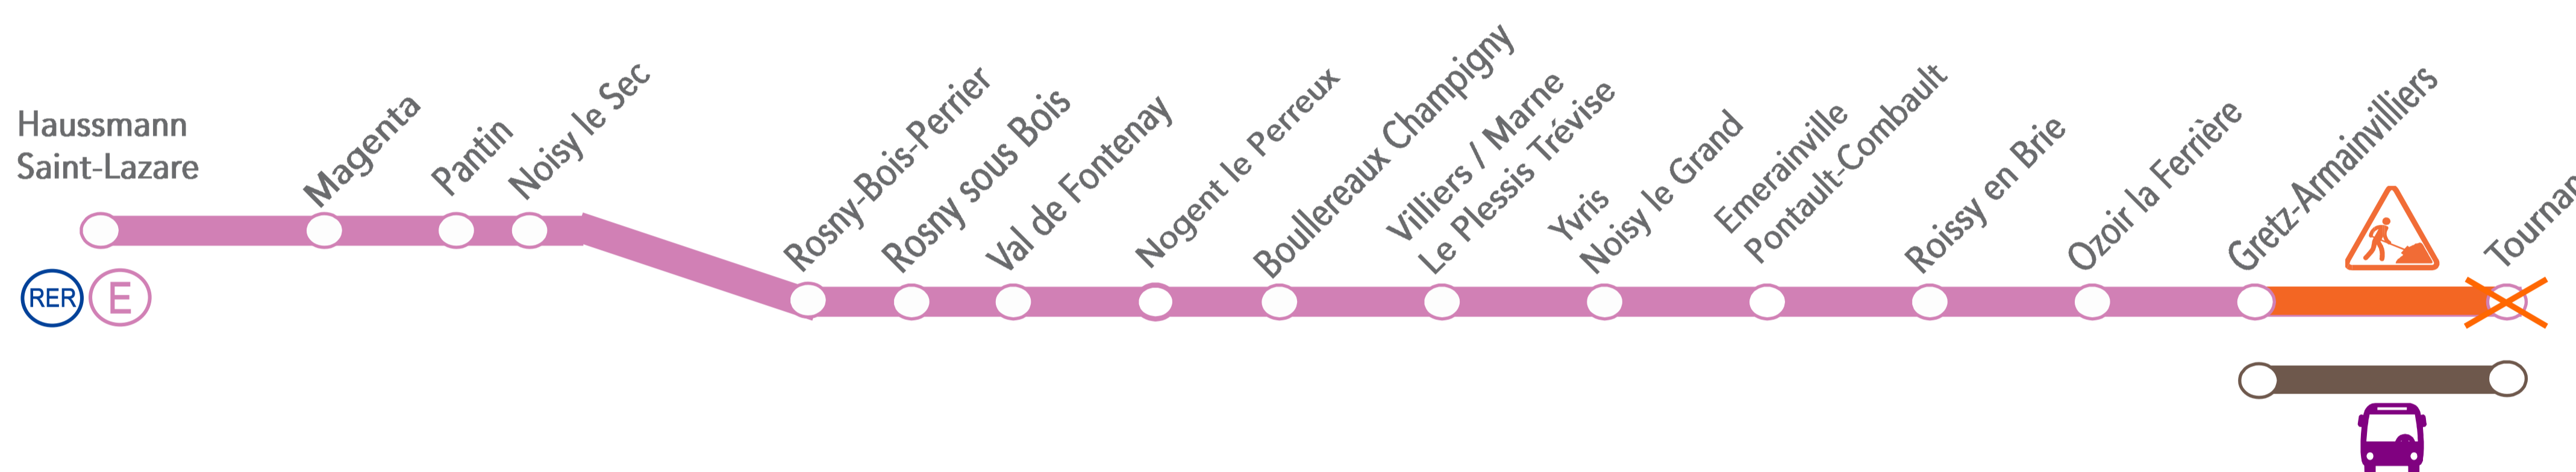 Haussmann
Saint-Lazare
Magenta
Pantin
Noisy le Sec
Rosny-Bois-Perrier
Rosny sous Bois
Val de Fontenay
Nogent le Perreux
Boullereaux Champigny
Villiers / Marne
Le Plessis Trévise
Yvris
Noisy le Grand
Emerainville
Pontault-Combault
Roissy en Brie
Ozoir la Ferrière
Gretz-Armainvilliers
Tournan
RER E